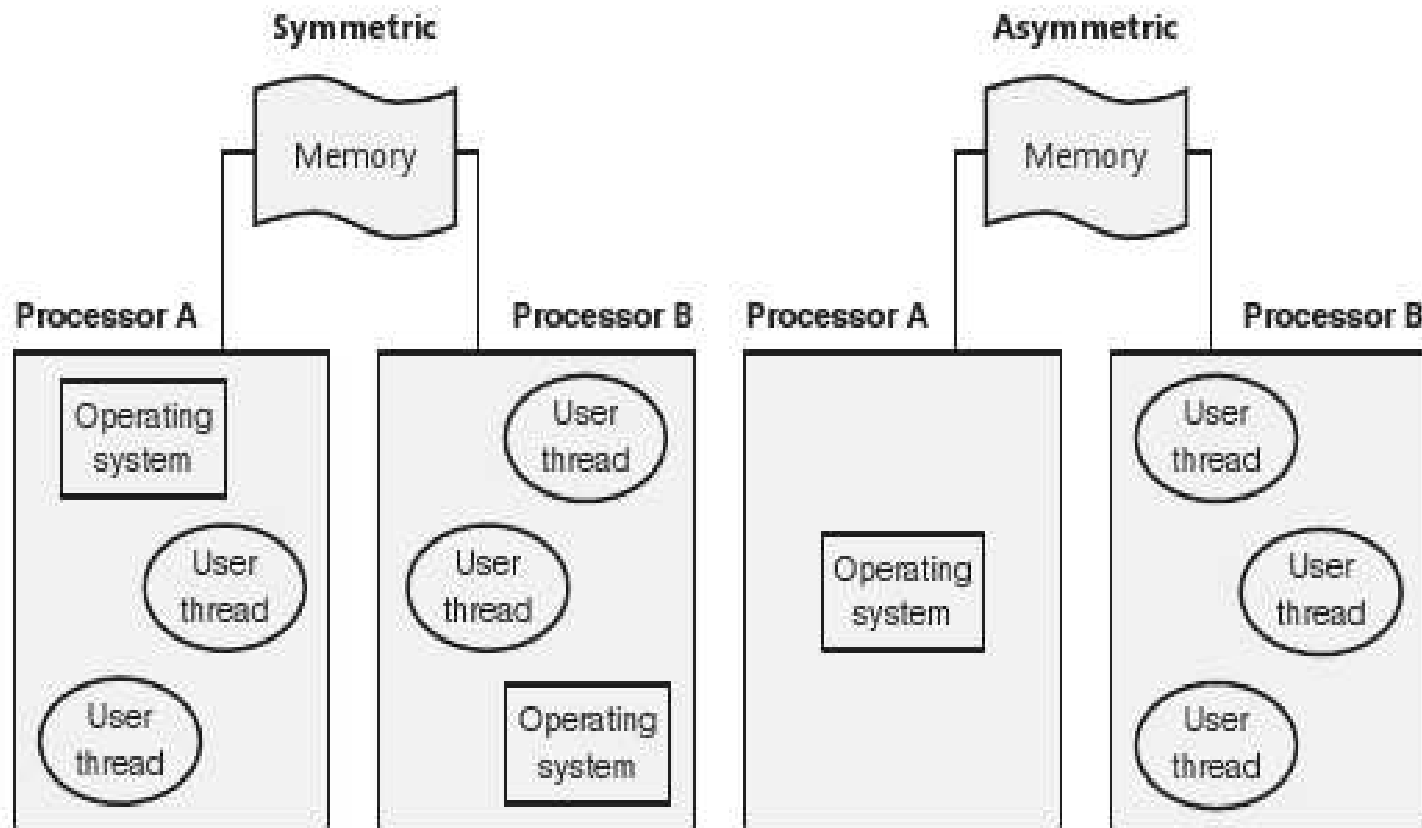 Symmetric
Memory
Processor A
Processor B
Operating
system
User
thread
User
thread
User
thread
User
thread
Operating
system
Asymmetric
Memory
Processor A
Processor B
Operating
system
User
thread
User
thread
User
thread